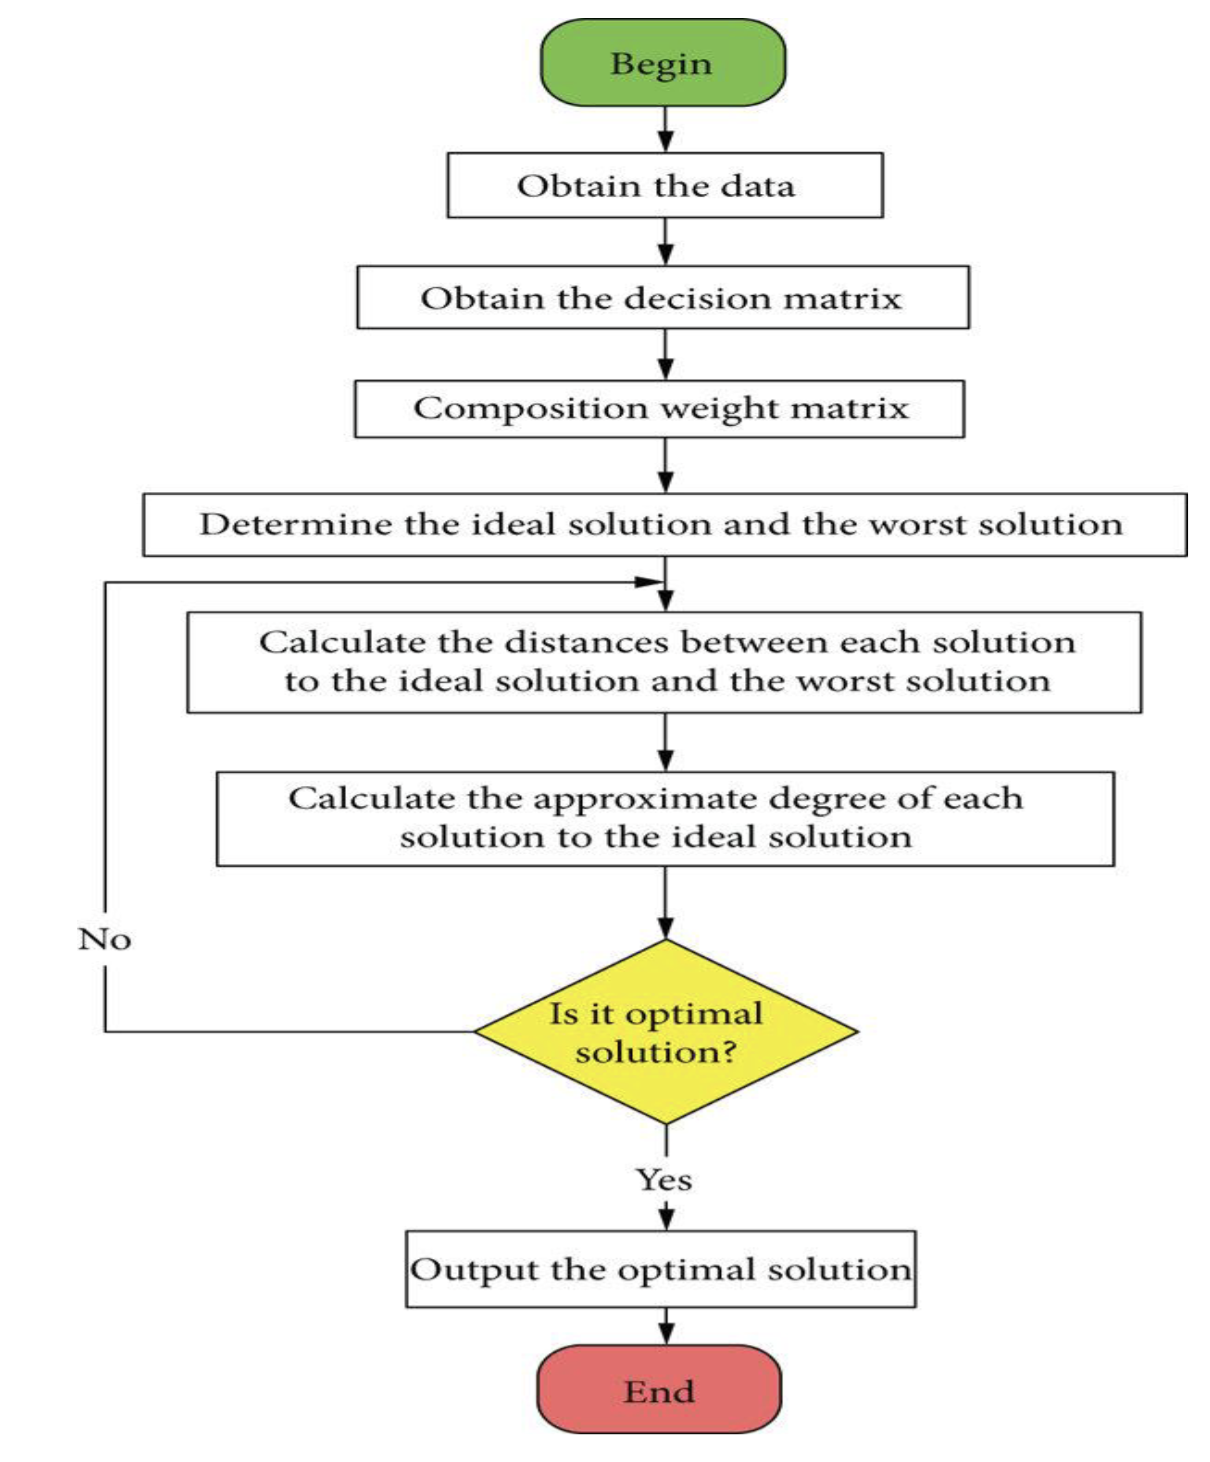 Begin
Obtain the data
Obtain the decision matrix
Composition weight matrix
Determine the ideal solution and the worst solution
Calculate the distances between each solution
to the ideal solution and the worst solution
Calculate the approximate degree of each
solution to the ideal solution
No
Is it optimal
solution?
Yes
Output the optimal solution
End